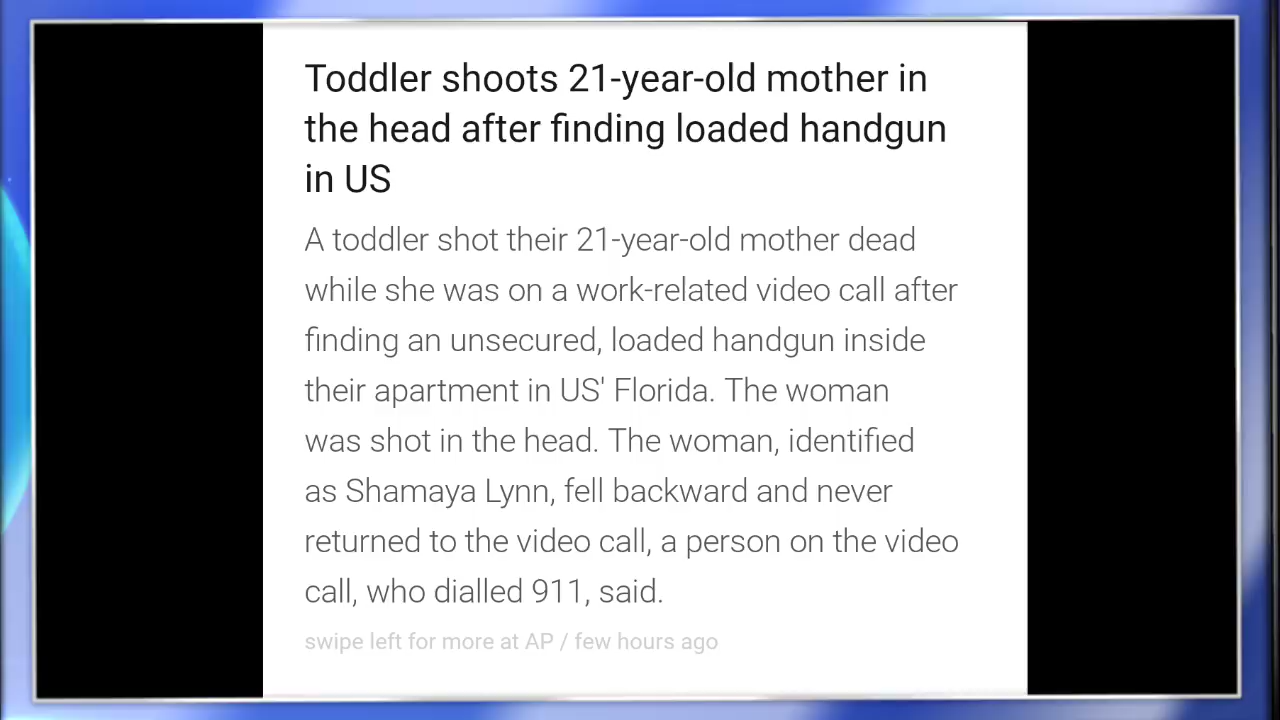 Toddler shoots 21-year-old mother in
the head after finding loaded handgun
in US
A toddler shot their 21-year-old mother dead
while she was on a work-related video call after
finding an unsecured, loaded handgun inside
their apartment in US' Florida. The woman
was shot in the head. The woman, identified
as Shamaya Lynn, fell backward and never
returned to the video call, a person on the video
call, who dialled 911, said.
swipe left for more at AP / few hours ago